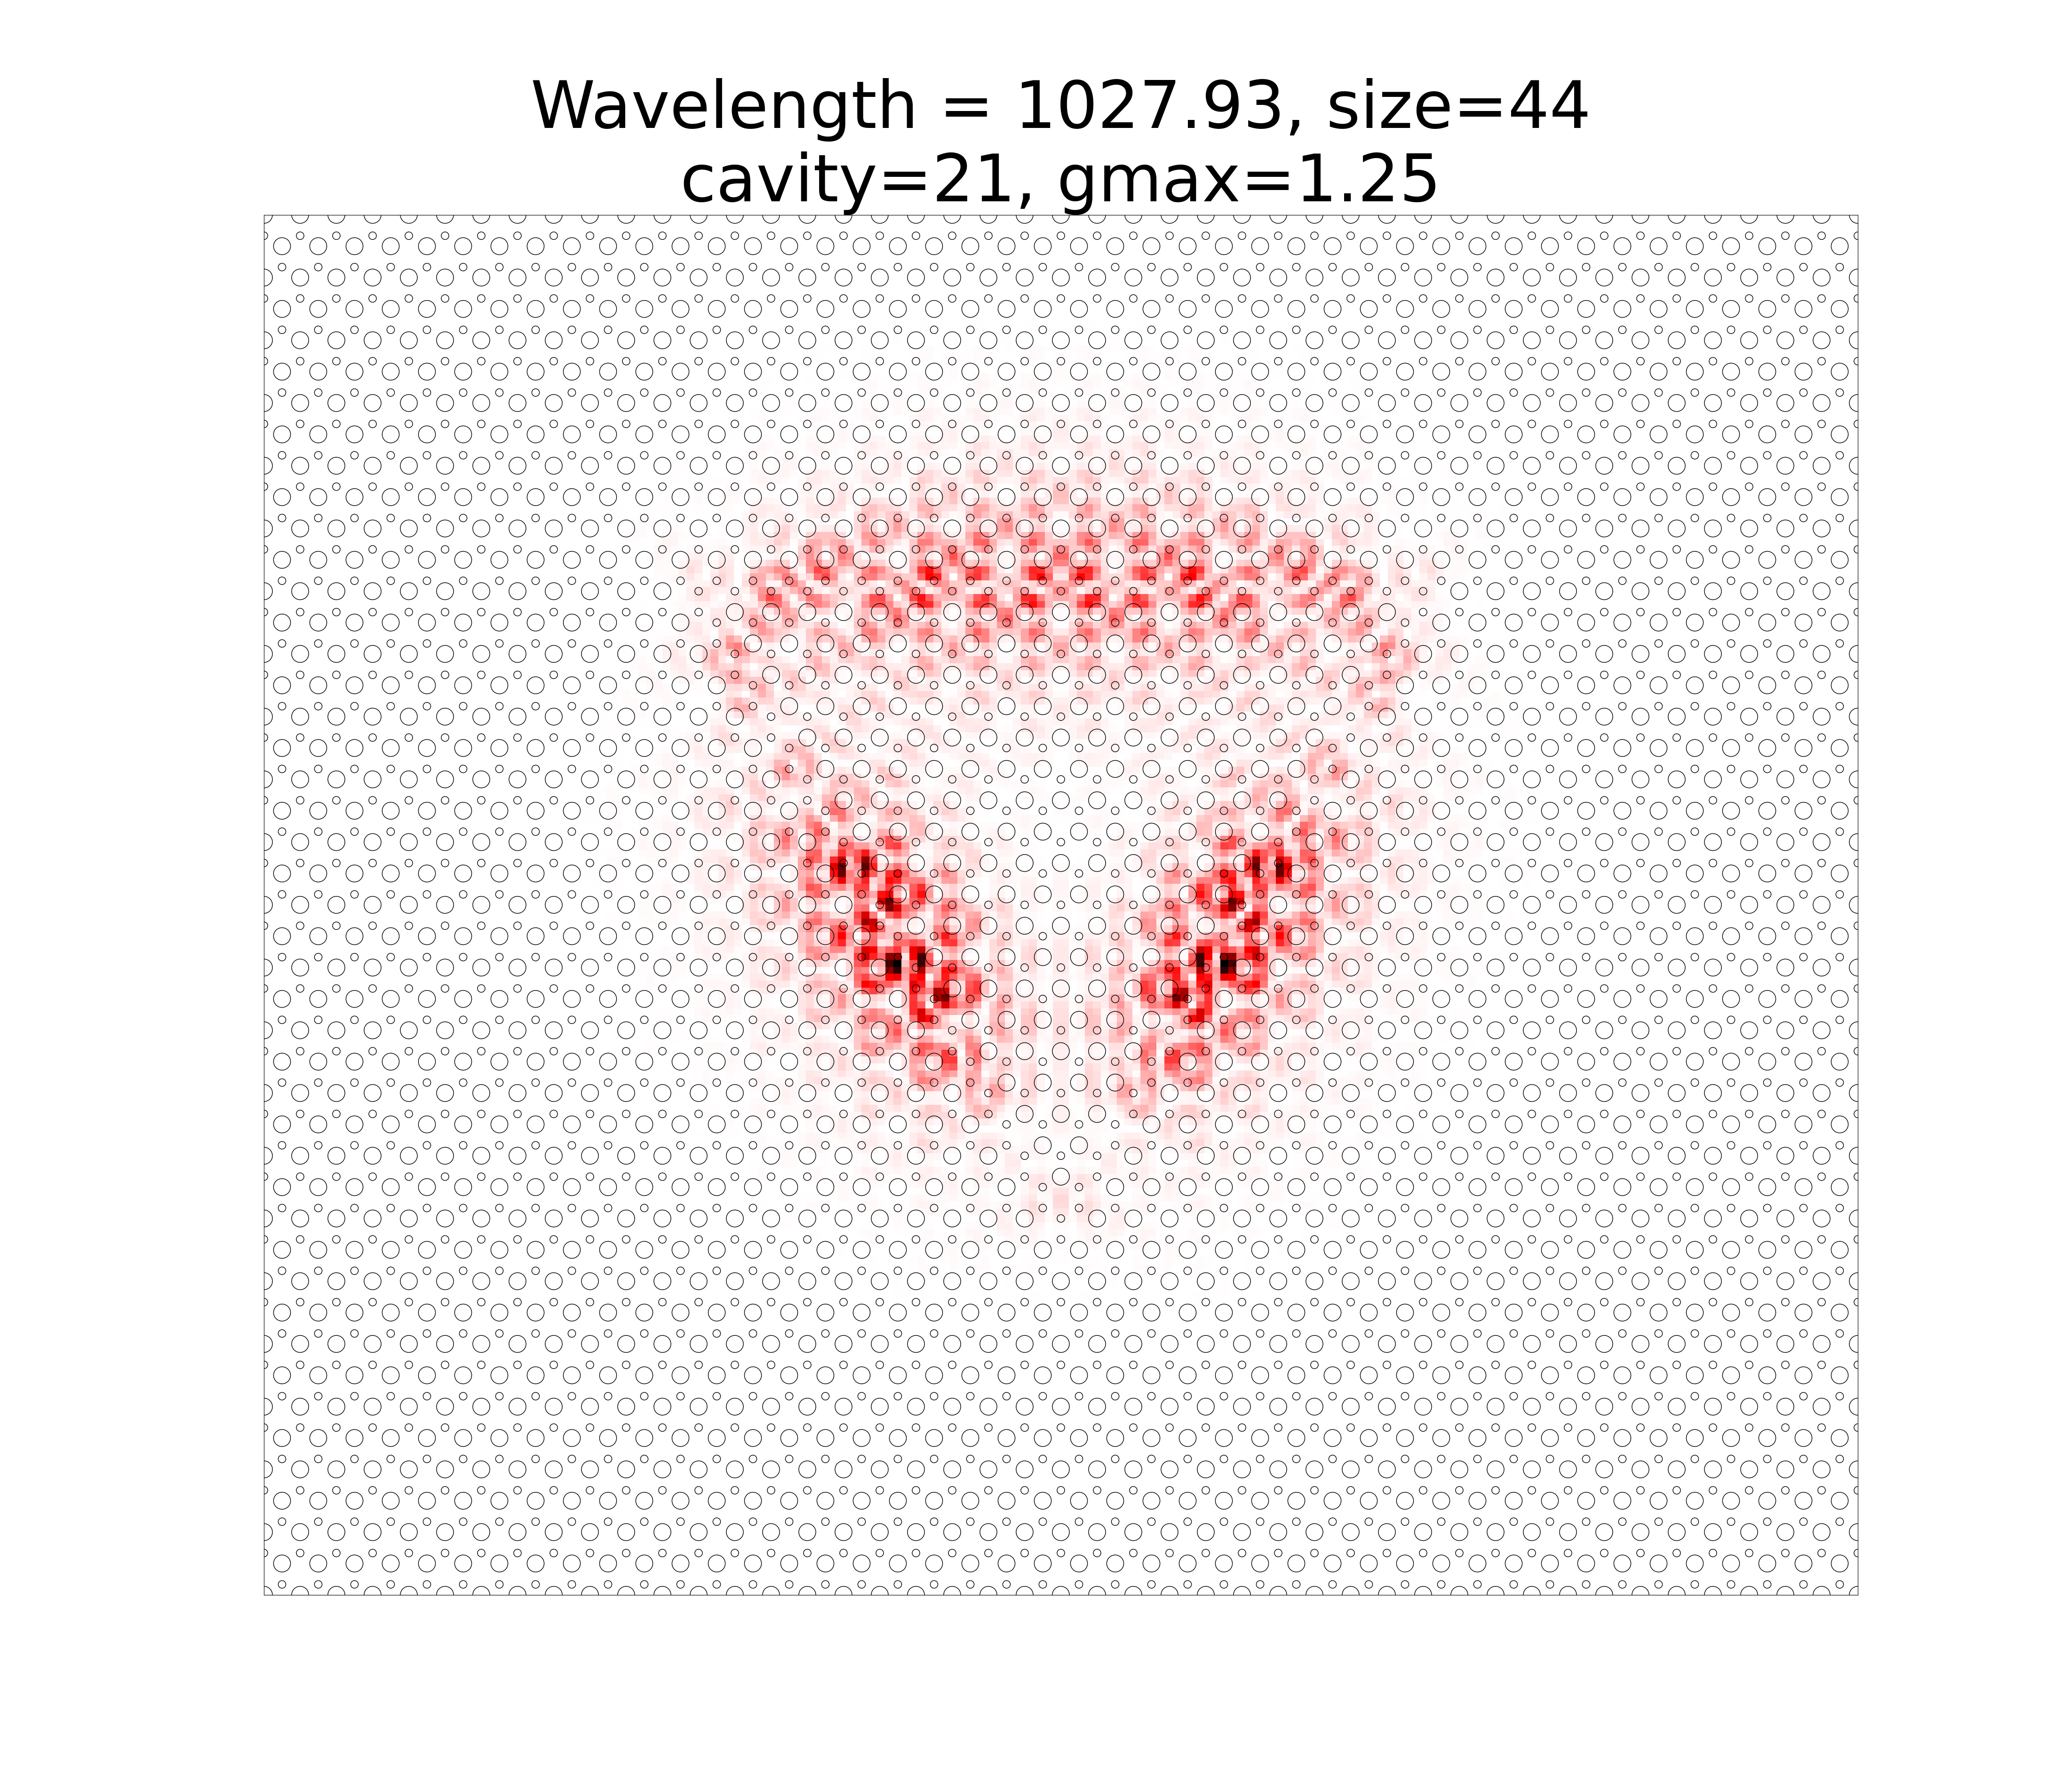 Wavelength = 1027.93, size=44
cavity=21, gmax=1.25